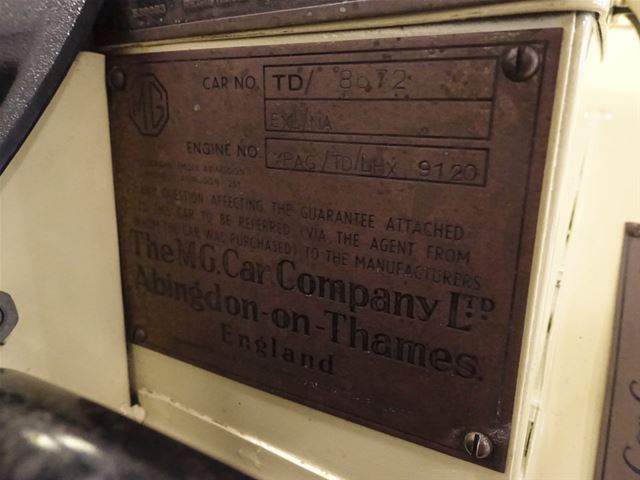 MG
CAR NO. TD/ 8672
EXL/NA
ENGINE NO. XPAG/TD/LHX 9120
ANY QUESTION AFFECTING THE GUARANTEE ATTACHED
TO THIS CAR TO BE REFERRED (VIA THE AGENT FROM
WHOM THE CAR WAS PURCHASED) TO THE MANUFACTURERS
The M.G. Car Company LTD
Abingdon-on-Thames.
England